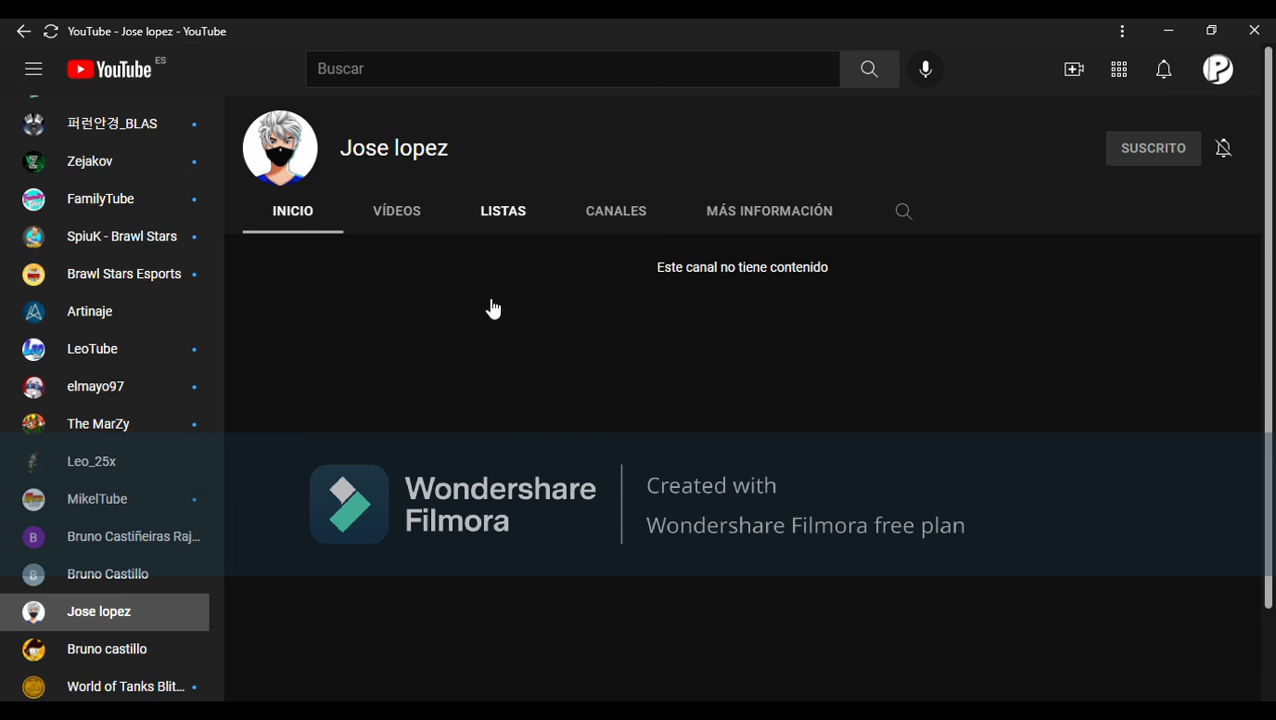 YouTube - Jose lopez - YouTube
YouTube ES
Buscar
퍼런안경_BLAS
Zejakov
FamilyTube
SpiuK - Brawl Stars
Brawl Stars Esports
Artinaje
LeoTube
elmayo97
The MarZy
Leo_25x
MikelTube
B Bruno Castiñeiras Raj...
B Bruno Castillo
Jose lopez
Bruno castillo
World of Tanks Blit...
Jose lopez
SUSCRITO
INICIO VÍDEOS LISTAS CANALES MÁS INFORMACIÓN
Este canal no tiene contenido
Wondershare
Filmora
Created with
Wondershare Filmora free plan